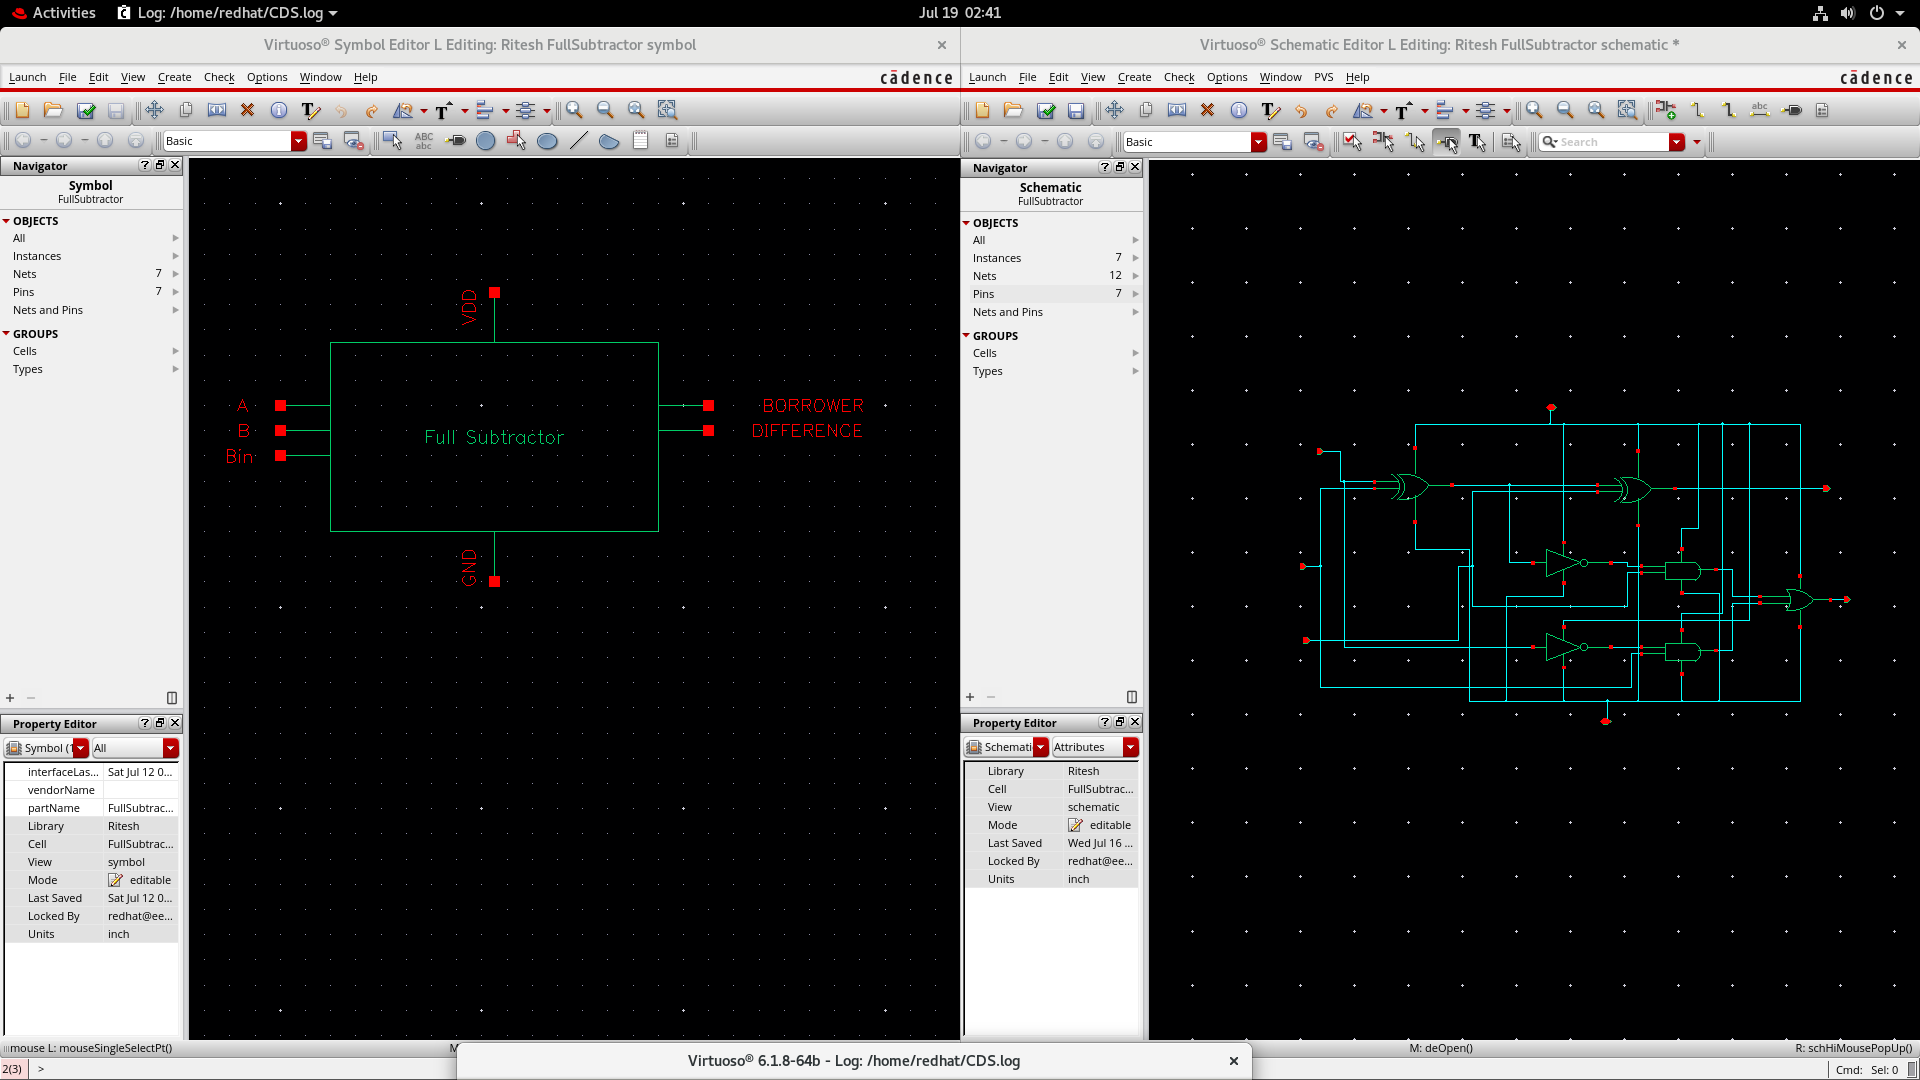 Activities
Log: /home/redhat/CDS.log
Jul 19 02:41
Virtuoso® Symbol Editor L Editing: Ritesh FullSubtractor symbol
Launch File Edit View Create Check Options Window Help
cādence
Basic
ABC
abc
Navigator
Symbol
FullSubtractor
OBJECTS
All
Instances
Nets 7
Pins 7
Nets and Pins
GROUPS
Cells
Types
VDD
A
B
Bin
Full Subtractor
BORROWER
DIFFERENCE
GND
Property Editor
Symbol (1
All
interfaceLas... Sat Jul 12 0...
vendorName
partName FullSubtrac...
Library Ritesh
Cell FullSubtrac...
View symbol
Mode editable
Last Saved Sat Jul 12 0...
Locked By redhat@ee...
Units inch
mouse L: mouseSingleSelectPt()
2(3) >
Virtuoso® Schematic Editor L Editing: Ritesh FullSubtractor schematic *
Launch File Edit View Create Check Options Window PVS Help
cādence
abc
Basic
Search
Navigator
Schematic
FullSubtractor
OBJECTS
All
Instances 7
Nets 12
Pins 7
Nets and Pins
GROUPS
Cells
Types
Property Editor
Schemati
Attributes
Library Ritesh
Cell FullSubtrac...
View schematic
Mode editable
Last Saved Wed Jul 16 ...
Locked By redhat@ee...
Units inch
M: deOpen()
R: schHiMousePopUp()
Cmd: Sel: 0
Virtuoso® 6.1.8-64b - Log: /home/redhat/CDS.log